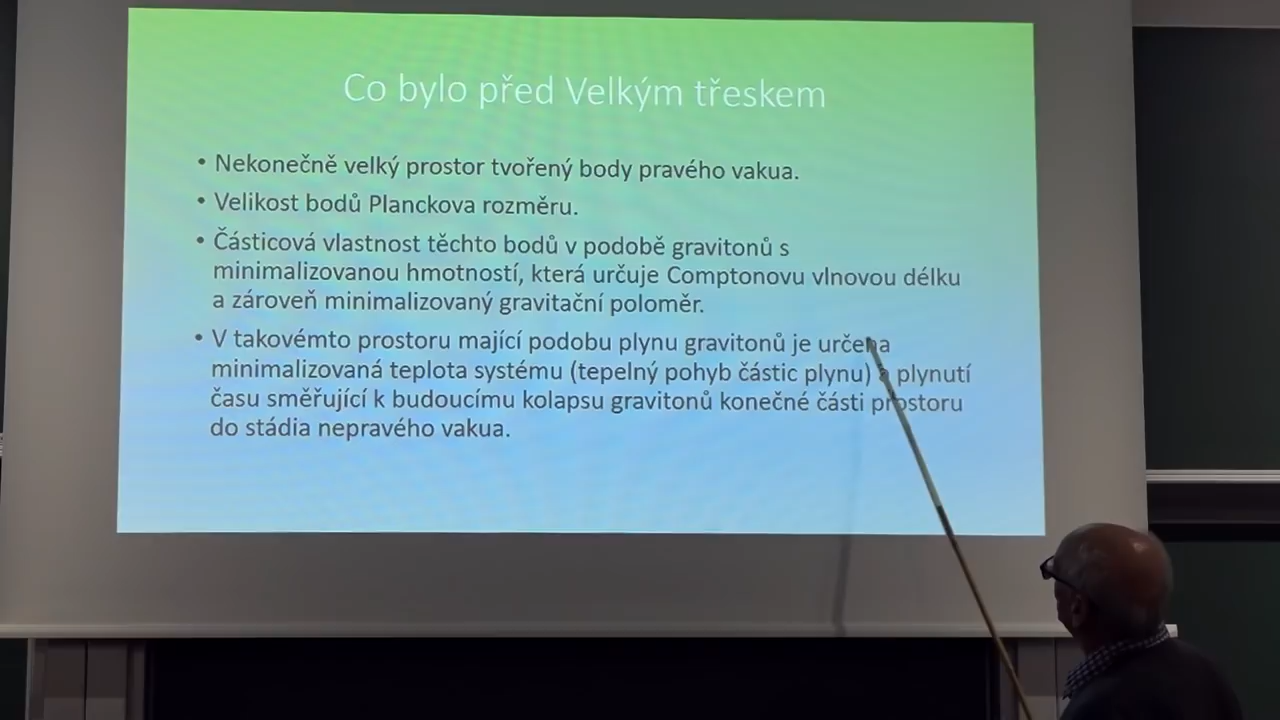 Co bylo před Velkým třeskem
• Nekonečně velký prostor tvořený body pravého vakua.
• Velikost bodů Planckova rozměru.
• Částicová vlastnost těchto bodů v podobě gravitonů s
minimalizovanou hmotností, která určuje Comptonovu vlnovou délku
a zároveň minimalizovaný gravitační poloměr.
• V takovémto prostoru mající podobu plynu gravitonů je určena
minimalizovaná teplota systému (tepelný pohyb částic plynu) a plynutí
času směřující k budoucímu kolapsu gravitonů konečné části prostoru
do stádia nepravého vakua.